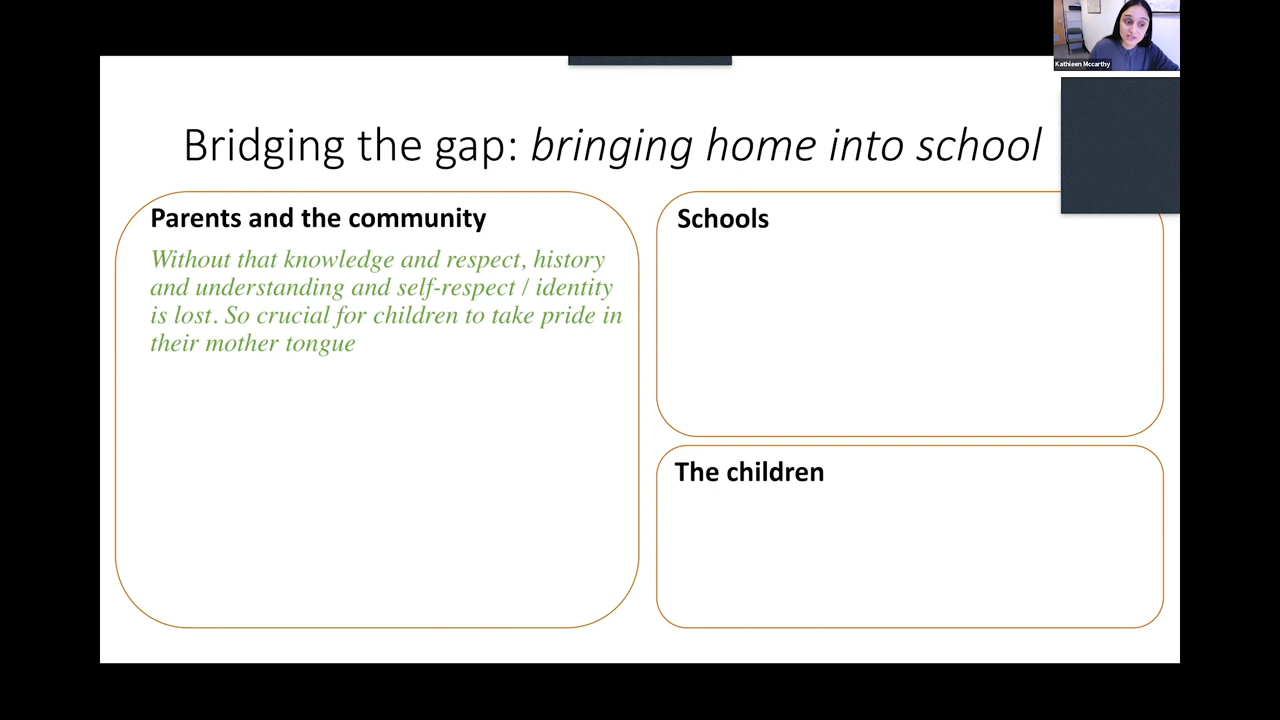 Kathleen Mccarthy
Bridging the gap: bringing home into school
Parents and the community
Without that knowledge and respect, history
and understanding and self-respect / identity
is lost. So crucial for children to take pride in
their mother tongue
Schools
The children